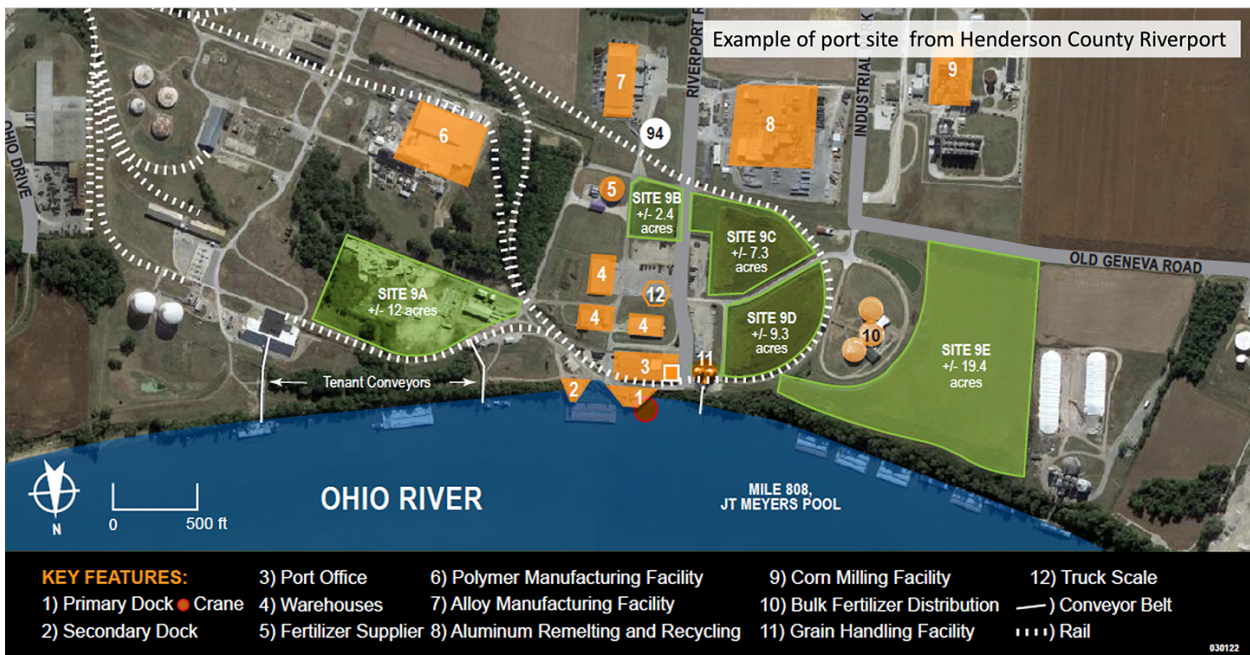 Example of port site from Henderson County Riverport
OHIO DRIVE
RIVERPORT R
INDUSTRIAL PARK
7
9
6
94
8
5
SITE 9B
+/- 2.4
acres
SITE 9C
+/- 7.3
acres
OLD GENEVA ROAD
SITE 9A
+/- 12 acres
4
12
4
4
SITE 9D
+/- 9.3
acres
10
SITE 9E
+/- 19.4
acres
3
11
Tenant Conveyors
2
1
N
0
500 ft
OHIO RIVER
MILE 808,
JT MEYERS POOL
KEY FEATURES:
1) Primary Dock Crane
2) Secondary Dock
3) Port Office
4) Warehouses
5) Fertilizer Supplier
6) Polymer Manufacturing Facility
7) Alloy Manufacturing Facility
8) Aluminum Remelting and Recycling
9) Corn Milling Facility
10) Bulk Fertilizer Distribution
11) Grain Handling Facility
12) Truck Scale
) Conveyor Belt
) Rail
030122